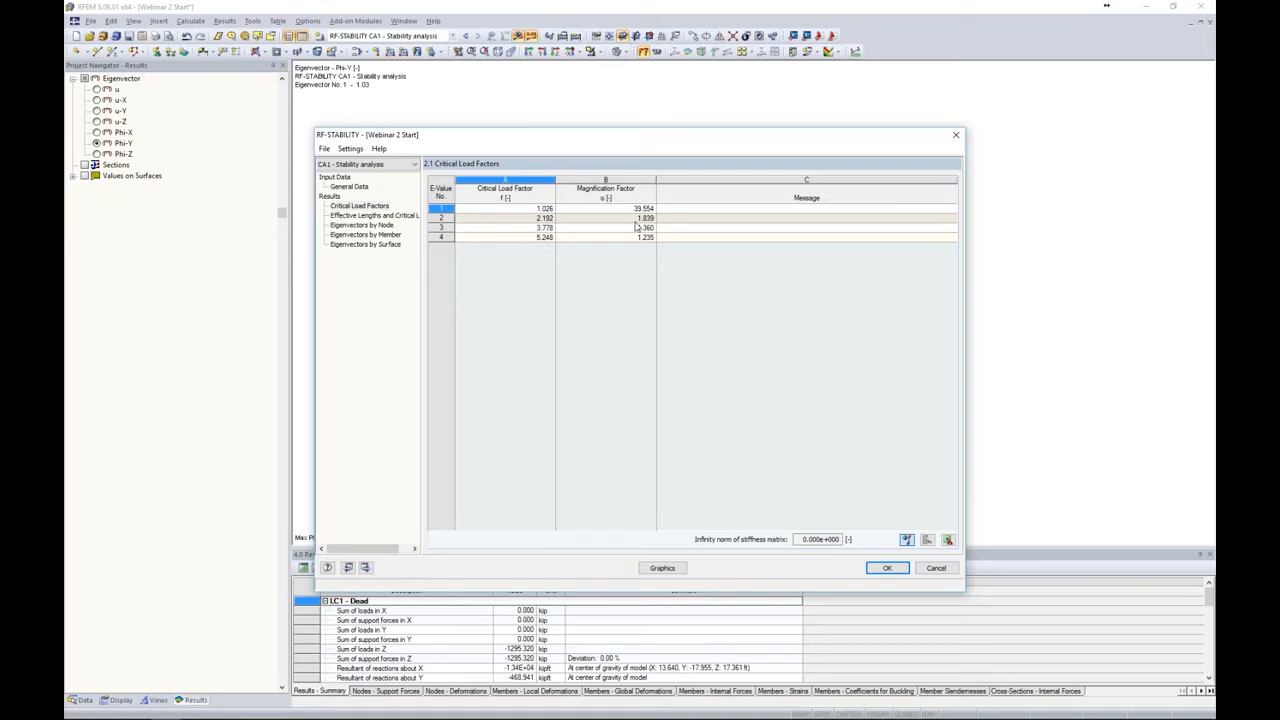 RFEM 5.09.01 x64 - [Webinar 2 Start*]
File Edit View Insert Calculate Results Tools Table Options Add-on Modules Window Help
RF-STABILITY CA1 - Stability analysis
Project Navigator - Results
Eigenvector
u
u-X
u-Y
u-Z
Phi-X
Phi-Y
Phi-Z
Sections
Values on Surfaces
Data Display Views Results
Eigenvector - Phi-Y [-]
RF-STABILITY CA1 - Stability analysis
Eigenvector No. 1 - 1.03
RF-STABILITY - [Webinar 2 Start]
File Settings Help
CA1 - Stability analysis
Input Data
General Data
Results
Critical Load Factors
Effective Lengths and Critical L
Eigenvectors by Node
Eigenvectors by Member
Eigenvectors by Surface
2.1 Critical Load Factors
A B C
E-Value Critical Load Factor Magnification Factor
No. f [-] α [-] Message
1 1.026 39.554
2 2.192 1.839
3 3.778 .360
4 5.248 1.235
Infinity norm of stiffness matrix: 0.000e+000 [-]
Graphics OK Cancel
LC1 - Dead
Sum of loads in X 0.000 kip
Sum of support forces in X 0.000 kip
Sum of loads in Y 0.000 kip
Sum of support forces in Y 0.000 kip
Sum of loads in Z -1295.320 kip
Sum of support forces in Z -1295.320 kip Deviation: 0.00 %
Resultant of reactions about X -1.34E+04 kipft At center of gravity of model (X: 13.640, Y: -17.955, Z: 17.361 ft)
Resultant of reactions about Y -468.941 kipft At center of gravity of model
Results - Summary Nodes - Support Forces Nodes - Deformations Members - Local Deformations Members - Global Deformations Members - Internal Forces Members - Strains Members - Coefficients for Buckling Member Slendernesses Cross-Sections - Internal Forces